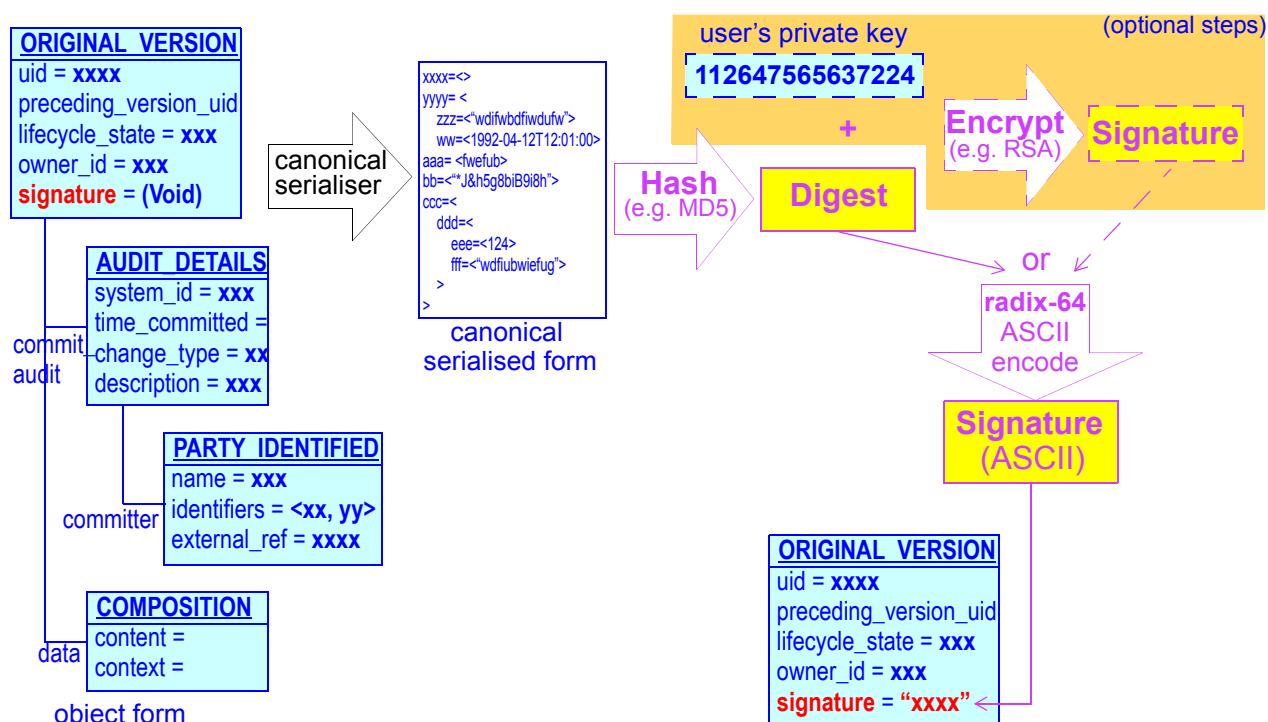 ORIGINAL_VERSION
uid = xxxx
preceding_version_uid
lifecycle_state = xxx
owner_id = xxx
signature = (Void)
AUDIT_DETAILS
system_id = xxx
time_committed =
change_type = xx
description = xxx
commit_
audit
PARTY_IDENTIFIED
name = xxx
identifiers = <xx, yy>
external_ref = xxxx
committer
COMPOSITION
content =
context =
data
object form
canonical
serialiser
xxxx=<>
yyyy= <
zzz=<“wdifwbdfiwdufw”>
ww=<1992-04-12T12:01:00>
aaa= <fwefub>
bb=<“*J&h5g8biB9i8h”>
ccc=<
ddd=<
eee=<124>
fff=<“wdfiubwiefug”>
>
>
canonical
serialised form
(optional steps)
user’s private key
112647565637224
+
Encrypt
(e.g. RSA)
Signature
Hash
(e.g. MD5)
Digest
or
radix-64
ASCII
encode
Signature
(ASCII)
ORIGINAL_VERSION
uid = xxxx
preceding_version_uid
lifecycle_state = xxx
owner_id = xxx
signature = “xxxx”